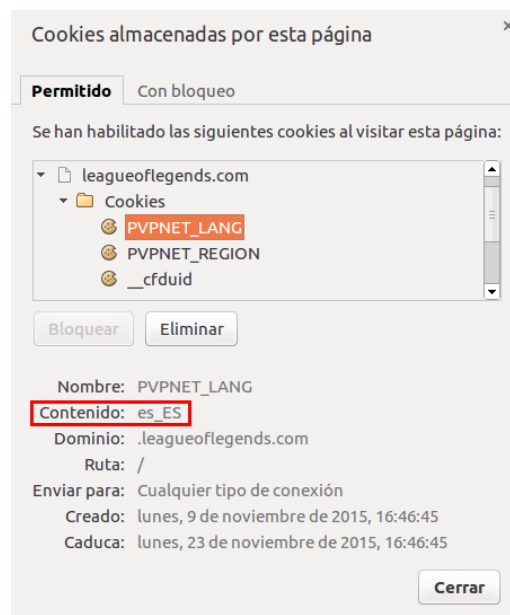 Cookies almacenadas por esta página
Permitido Con bloqueo
Se han habilitado las siguientes cookies al visitar esta página:
leagueoflegends.com
Cookies
PVPNET_LANG
PVPNET_REGION
__cfduid
Bloquear Eliminar
Nombre: PVPNET_LANG
Contenido: es_ES
Dominio: .leagueoflegends.com
Ruta: /
Enviar para: Cualquier tipo de conexión
Creado: lunes, 9 de noviembre de 2015, 16:46:45
Caduca: lunes, 23 de noviembre de 2015, 16:46:45
Cerrar